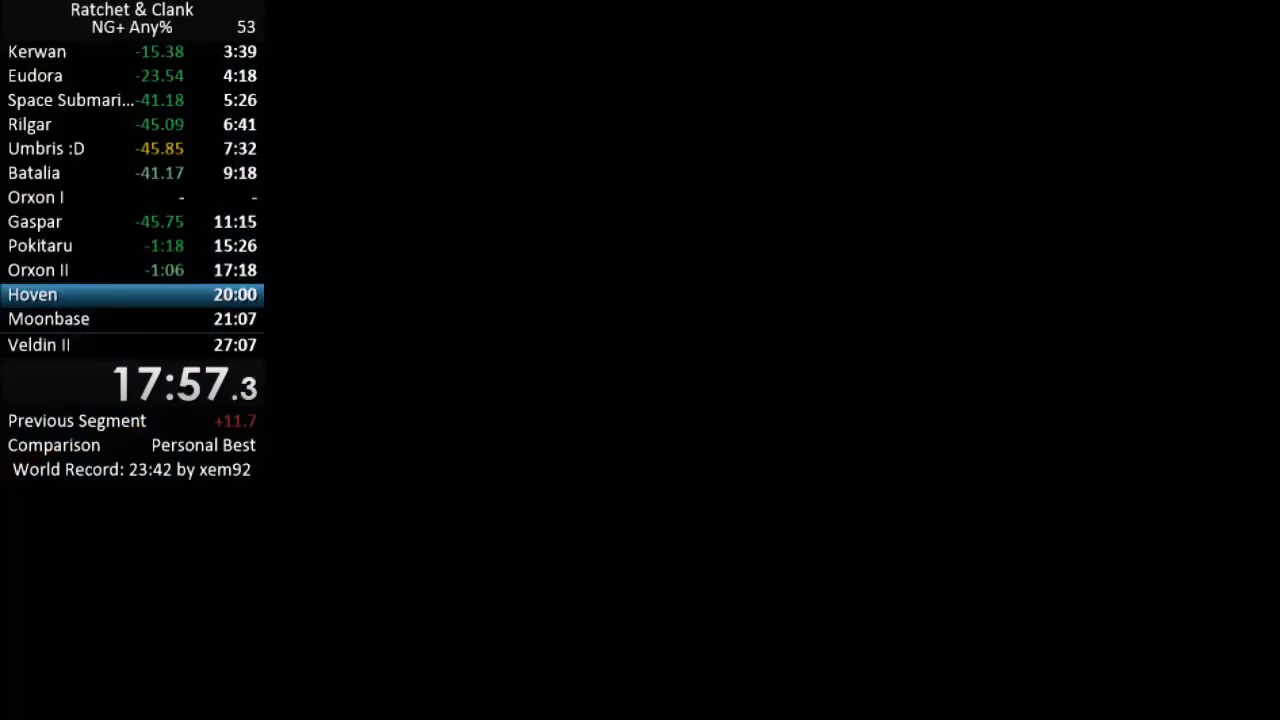 Ratchet & Clank
NG+ Any% 53
Kerwan -15.38 3:39
Eudora -23.54 4:18
Space Submari...-41.18 5:26
Rilgar -45.09 6:41
Umbris :D -45.85 7:32
Batalia -41.17 9:18
Orxon I - -
Gaspar -45.75 11:15
Pokitaru -1:18 15:26
Orxon II -1:06 17:18
Hoven 20:00
Moonbase 21:07
Veldin II 27:07
17:57.3
Previous Segment +11.7
Comparison Personal Best
World Record: 23:42 by xem92